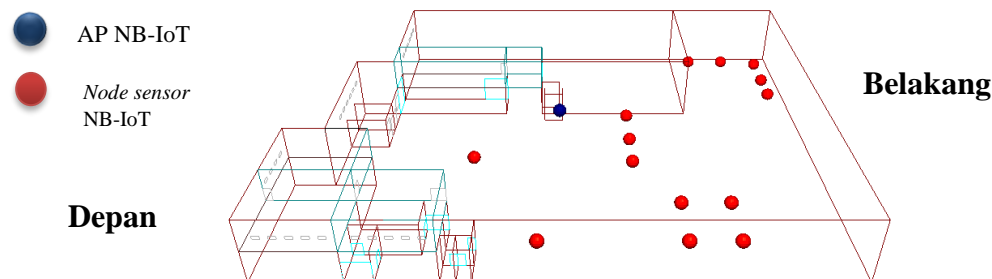 AP NB-IoT
Node sensor
NB-IoT
Belakang
Depan